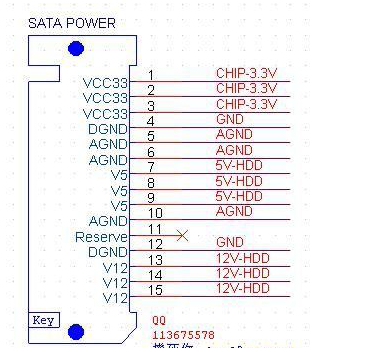 SATA POWER
VCC33 1 CHIP-3.3V
VCC33 2 CHIP-3.3V
VCC33 3 CHIP-3.3V
DGND 4 GND
AGND 5 AGND
AGND 6 AGND
V5 7 5V-HDD
V5 8 5V-HDD
V5 9 5V-HDD
AGND 10 AGND
Reserve 11
DGND 12 GND
V12 13 12V-HDD
V12 14 12V-HDD
V12 15 12V-HDD
Key QQ
113675578